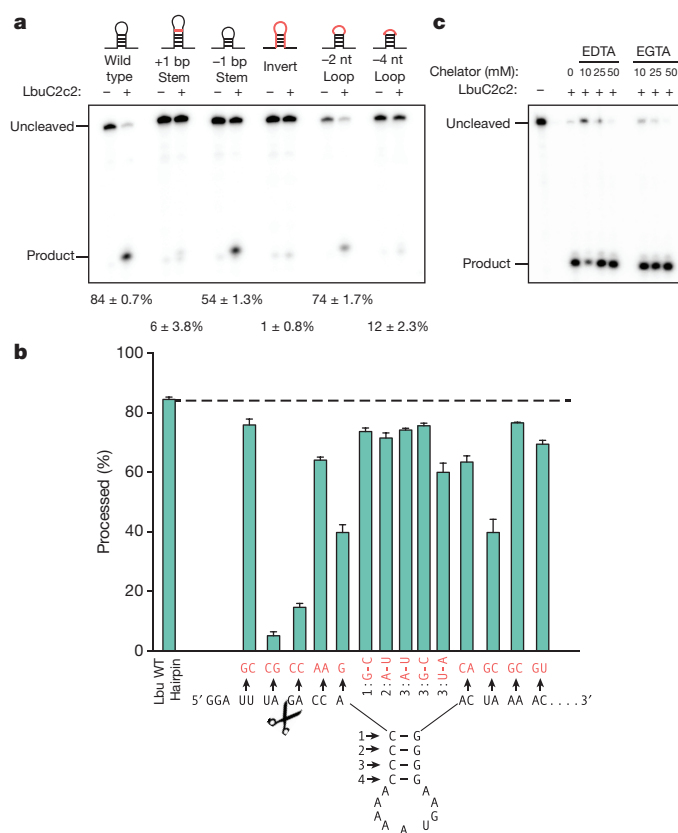 a
Wild type
+1 bp Stem
–1 bp Stem
Invert
–2 nt Loop
–4 nt Loop
LbuC2c2: – + – + – + – + – + – +
Uncleaved
Product
84 ± 0.7%
54 ± 1.3%
74 ± 1.7%
6 ± 3.8%
1 ± 0.8%
12 ± 2.3%
c
EDTA EGTA
Chelator (mM): 0 10 25 50 10 25 50
LbuC2c2: – + + + + + + +
Uncleaved
Product
b
Processed (%)
100
80
60
40
20
0
Lbu WT Hairpin
GC CG CC AA G 1:G-C 2:A-U 3:A-U 3:G-C 3:U-A CA GC GC GU
5′ GGA UU UA GA CC A AC UA AA AC....3′
1 C – G
2 C – G
3 C – G
4 C – G
A A
A A
A G
A U
A U